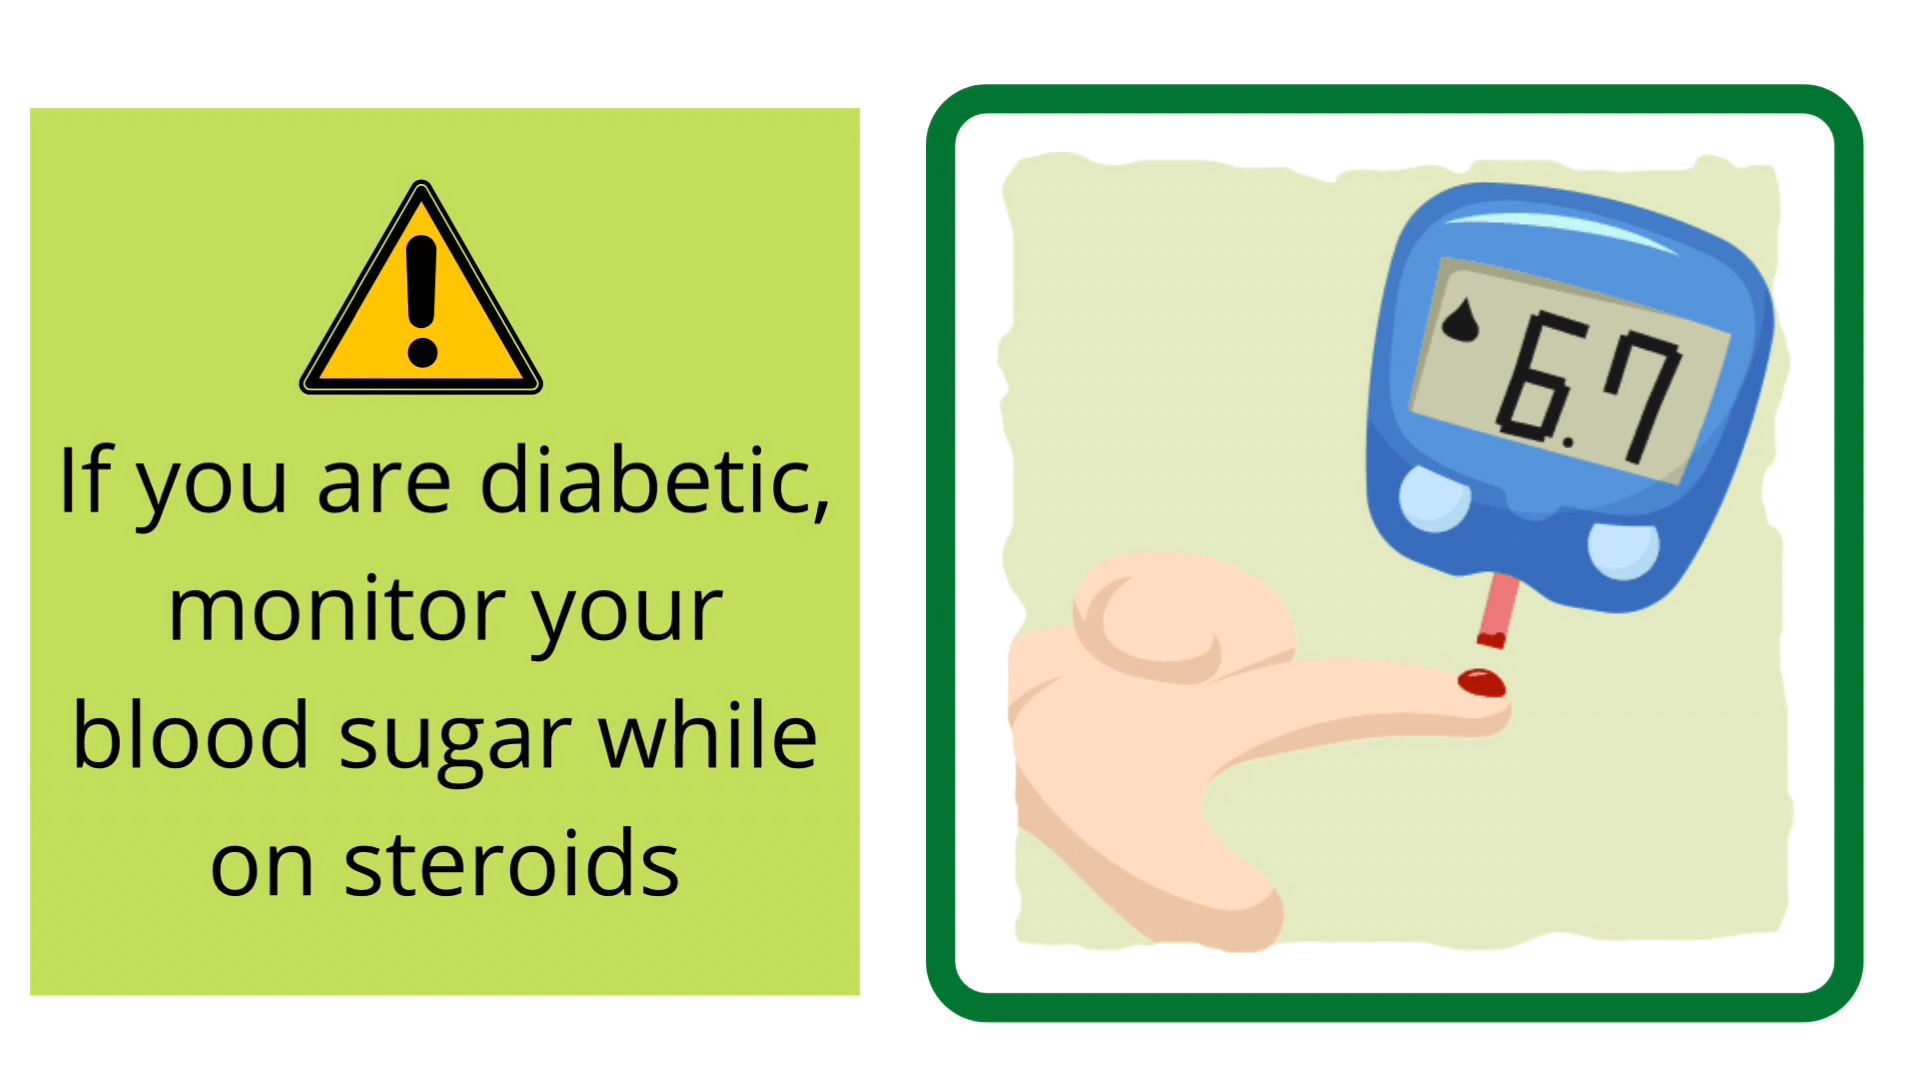 If you are diabetic,
monitor your
blood sugar while
on steroids
6.7